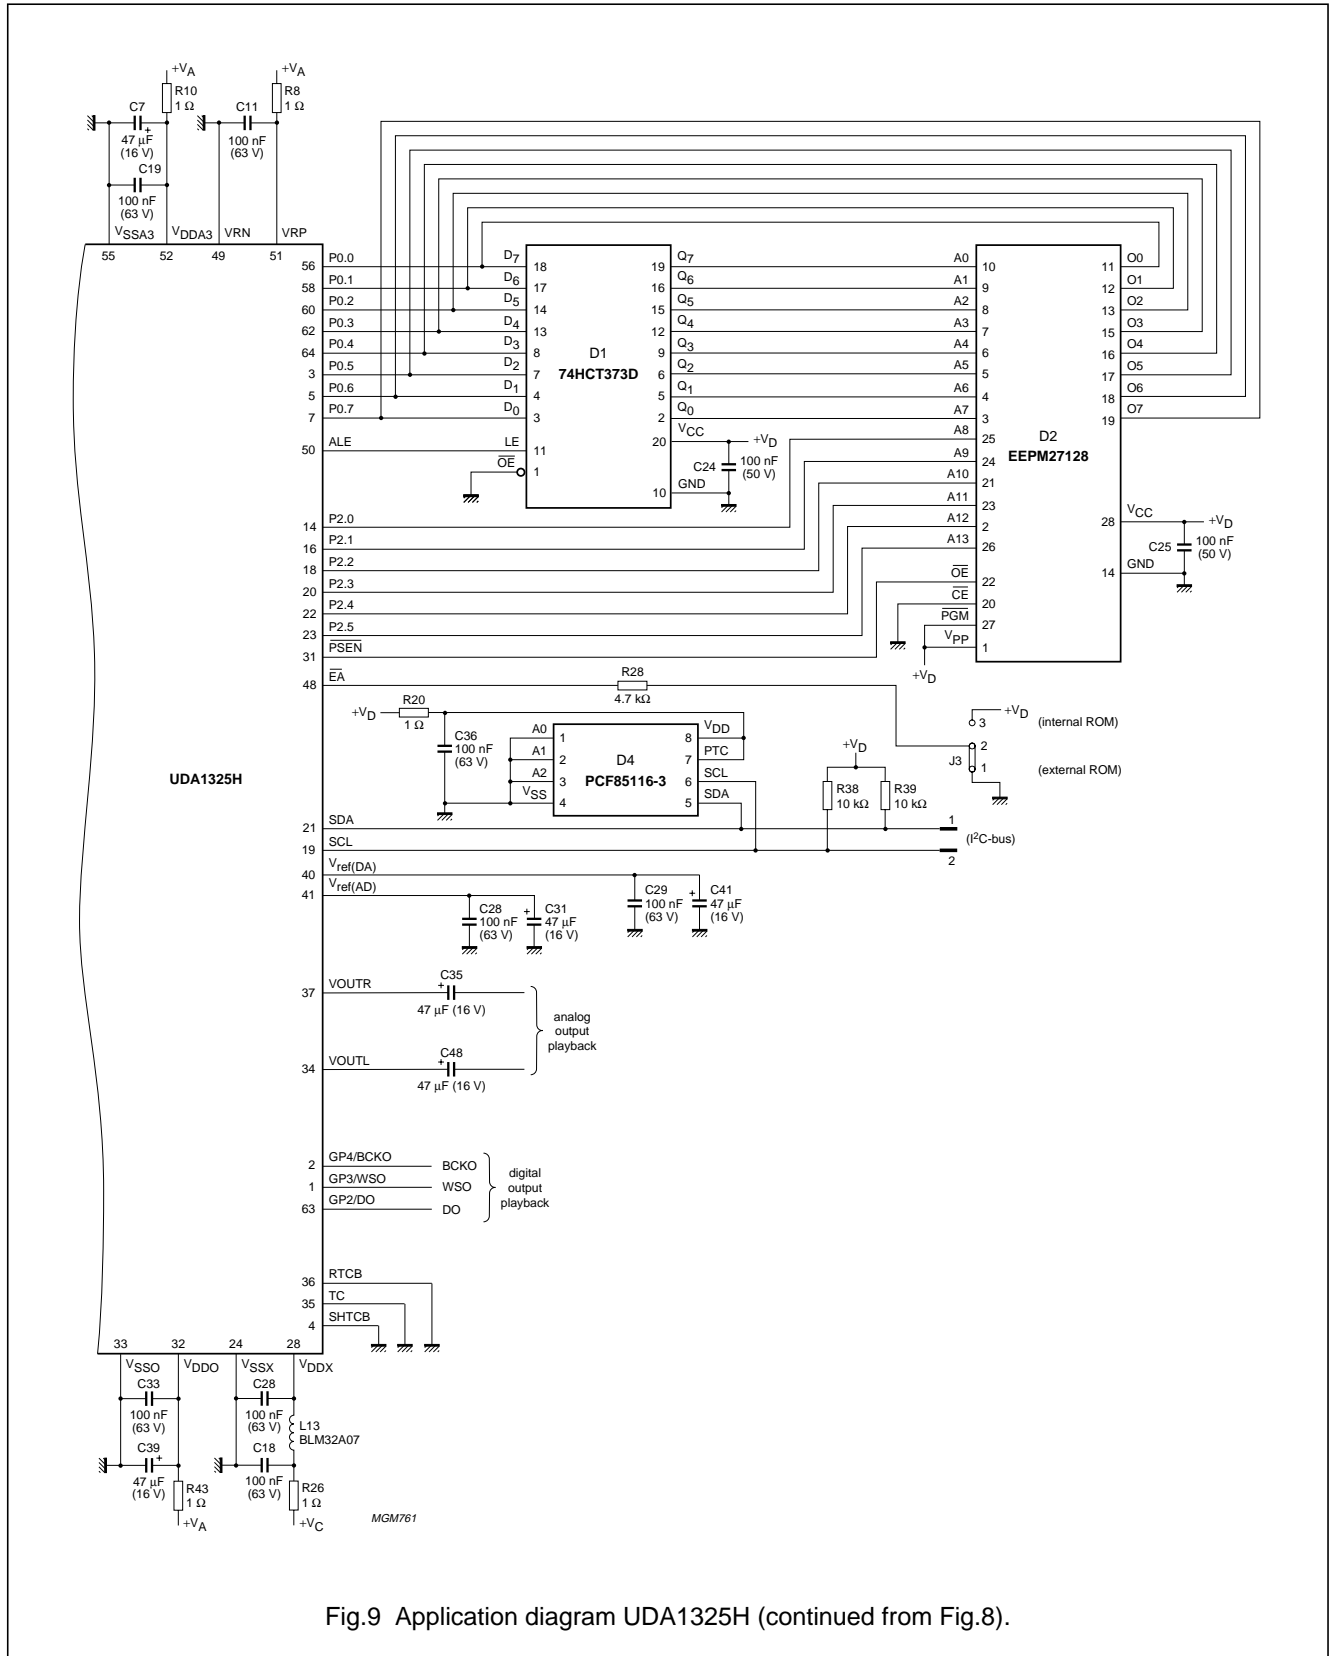 +VA
R10
1 Ω
C7
+
47 µF
(16 V)
C19
100 nF
(63 V)
+VA
R8
1 Ω
C11
100 nF
(63 V)
VSSA3
VDDA3
VRN
VRP
55
52
49
51
56
P0.0
58
P0.1
60
P0.2
62
P0.3
64
P0.4
3
P0.5
5
P0.6
7
P0.7
50
ALE
D7
18
D6
17
D5
14
D4
13
D3
8
D2
7
D1
4
D0
3
LE
11
OE
1
D1
74HCT373D
19
Q7
16
Q6
15
Q5
12
Q4
9
Q3
6
Q2
5
Q1
2
Q0
20
VCC
+VD
C24
100 nF
(50 V)
10
GND
A0
10
A1
9
A2
8
A3
7
A4
6
A5
5
A6
4
A7
3
A8
25
A9
24
A10
21
A11
23
A12
2
A13
26
OE
22
CE
20
PGM
27
VPP
1
+VD
D2
EEPM27128
11
O0
12
O1
13
O2
15
O3
16
O4
17
O5
18
O6
19
O7
28
VCC
+VD
C25
100 nF
(50 V)
14
GND
14
P2.0
16
P2.1
18
P2.2
20
P2.3
22
P2.4
23
P2.5
31
PSEN
48
EA
R28
4.7 kΩ
+VD
R20
1 Ω
C36
100 nF
(63 V)
A0
1
A1
2
A2
3
VSS
4
D4
PCF85116-3
8
VDD
7
PTC
6
SCL
5
SDA
+VD
R38
10 kΩ
R39
10 kΩ
3
+VD
(internal ROM)
2
J3
1
(external ROM)
UDA1325H
21
SDA
19
SCL
1
(I2C-bus)
2
40
Vref(DA)
41
Vref(AD)
C28
100 nF
(63 V)
+
C31
47 µF
(16 V)
C29
100 nF
(63 V)
+
C41
47 µF
(16 V)
37
VOUTR
C35
+
47 µF (16 V)
34
VOUTL
C48
+
47 µF (16 V)
analog
output
playback
2
GP4/BCKO
BCKO
1
GP3/WSO
WSO
63
GP2/DO
DO
digital
output
playback
36
RTCB
35
TC
4
SHTCB
33
32
24
28
VSSO
VDDO
VSSX
VDDX
C33
100 nF
(63 V)
C39
+
47 µF
(16 V)
R43
1 Ω
+VA
C28
100 nF
(63 V)
L13
BLM32A07
C18
100 nF
(63 V)
R26
1 Ω
+VC
MGM761
Fig.9 Application diagram UDA1325H (continued from Fig.8).